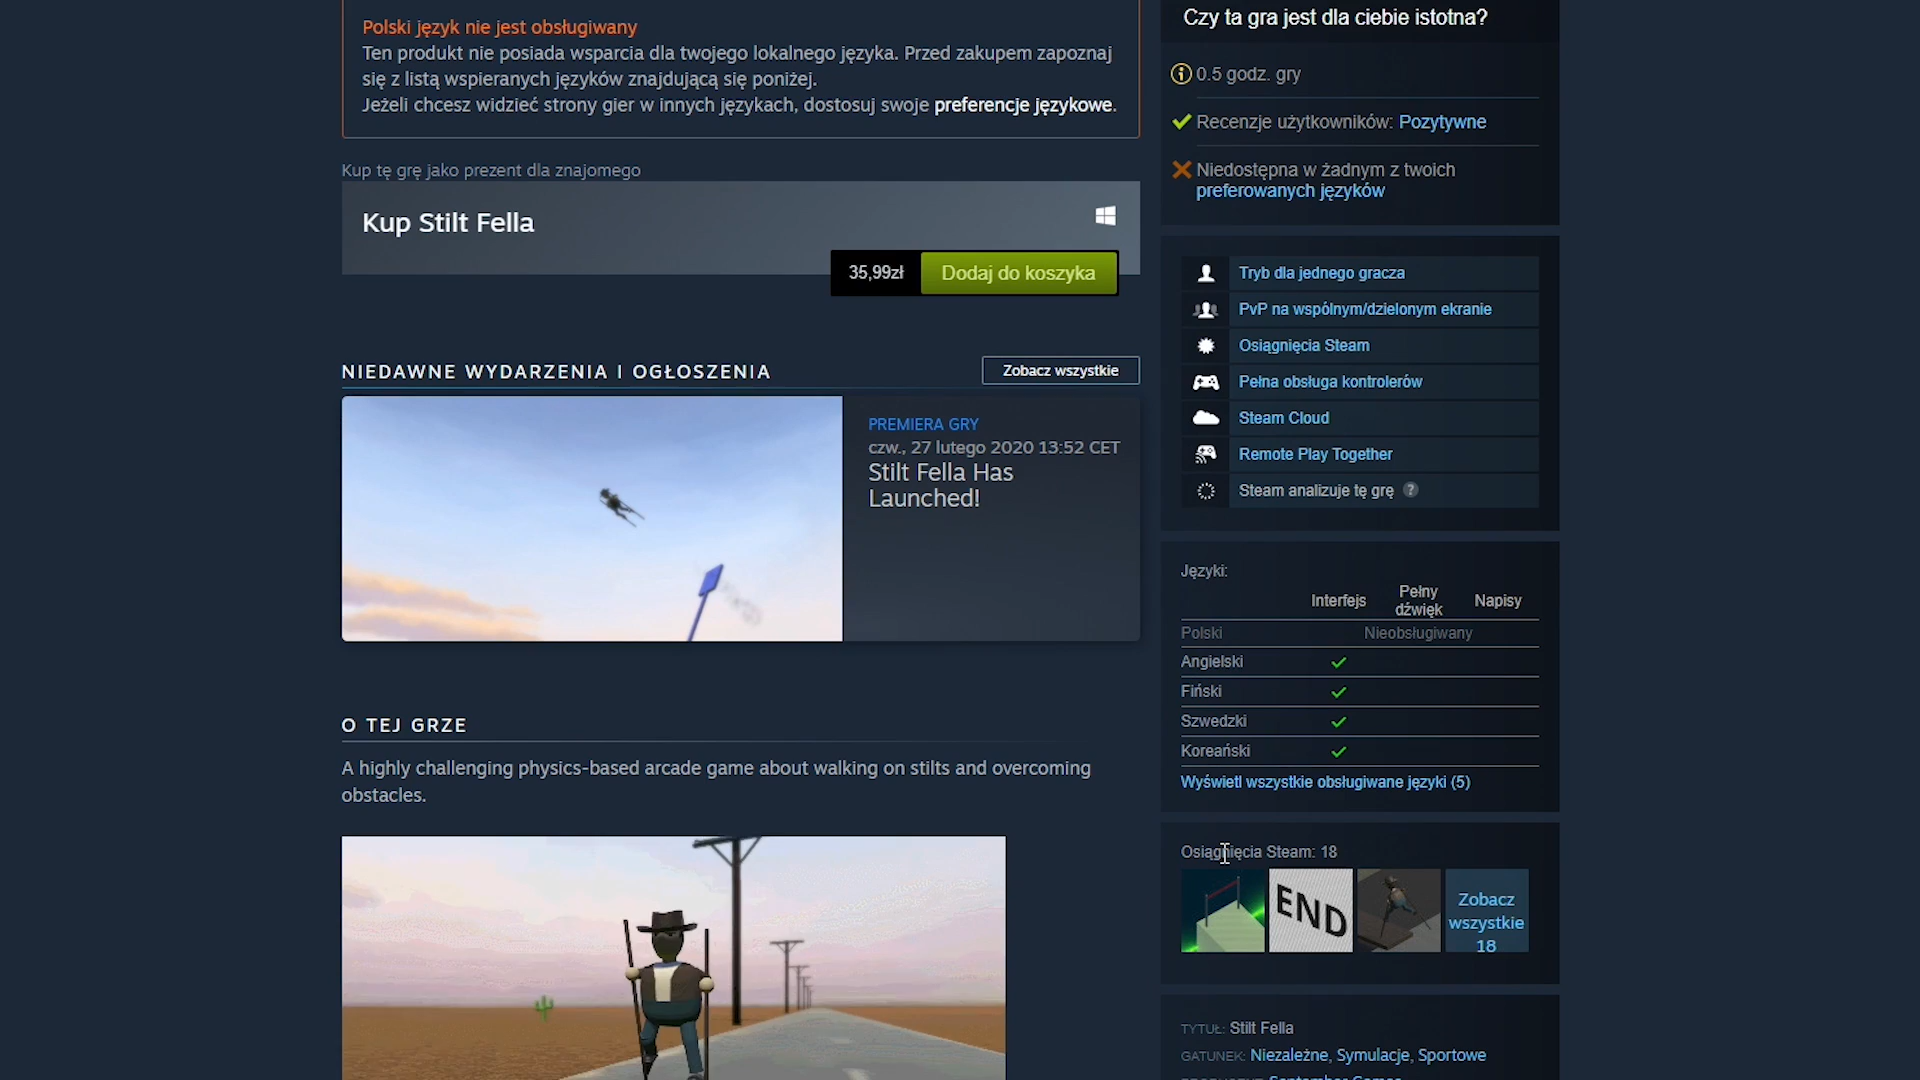 Polski język nie jest obsługiwany
Ten produkt nie posiada wsparcia dla twojego lokalnego języka. Przed zakupem zapoznaj
się z listą wspieranych języków znajdującą się poniżej.
Jeżeli chcesz widzieć strony gier w innych językach, dostosuj swoje preferencje językowe.
Kup tę grę jako prezent dla znajomego
Kup Stilt Fella
35,99zł
Dodaj do koszyka
NIEDAWNE WYDARZENIA I OGŁOSZENIA
Zobacz wszystkie
PREMIERA GRY
czw., 27 lutego 2020 13:52 CET
Stilt Fella Has
Launched!
O TEJ GRZE
A highly challenging physics-based arcade game about walking on stilts and overcoming
obstacles.
Czy ta gra jest dla ciebie istotna?
0.5 godz. gry
Recenzje użytkowników: Pozytywne
Niedostępna w żadnym z twoich
preferowanych języków
Tryb dla jednego gracza
PvP na wspólnym/dzielonym ekranie
Osiągnięcia Steam
Pełna obsługa kontrolerów
Steam Cloud
Remote Play Together
Steam analizuje tę grę ?
Języki:
Interfejs Pełny dźwięk Napisy
Polski Nieobsługiwany
Angielski
Fiński
Szwedzki
Koreański
Wyświetl wszystkie obsługiwane języki (5)
Osiągnięcia Steam: 18
END
Zobacz
wszystkie
18
TYTUŁ: Stilt Fella
GATUNEK: Niezależne, Symulacje, Sportowe